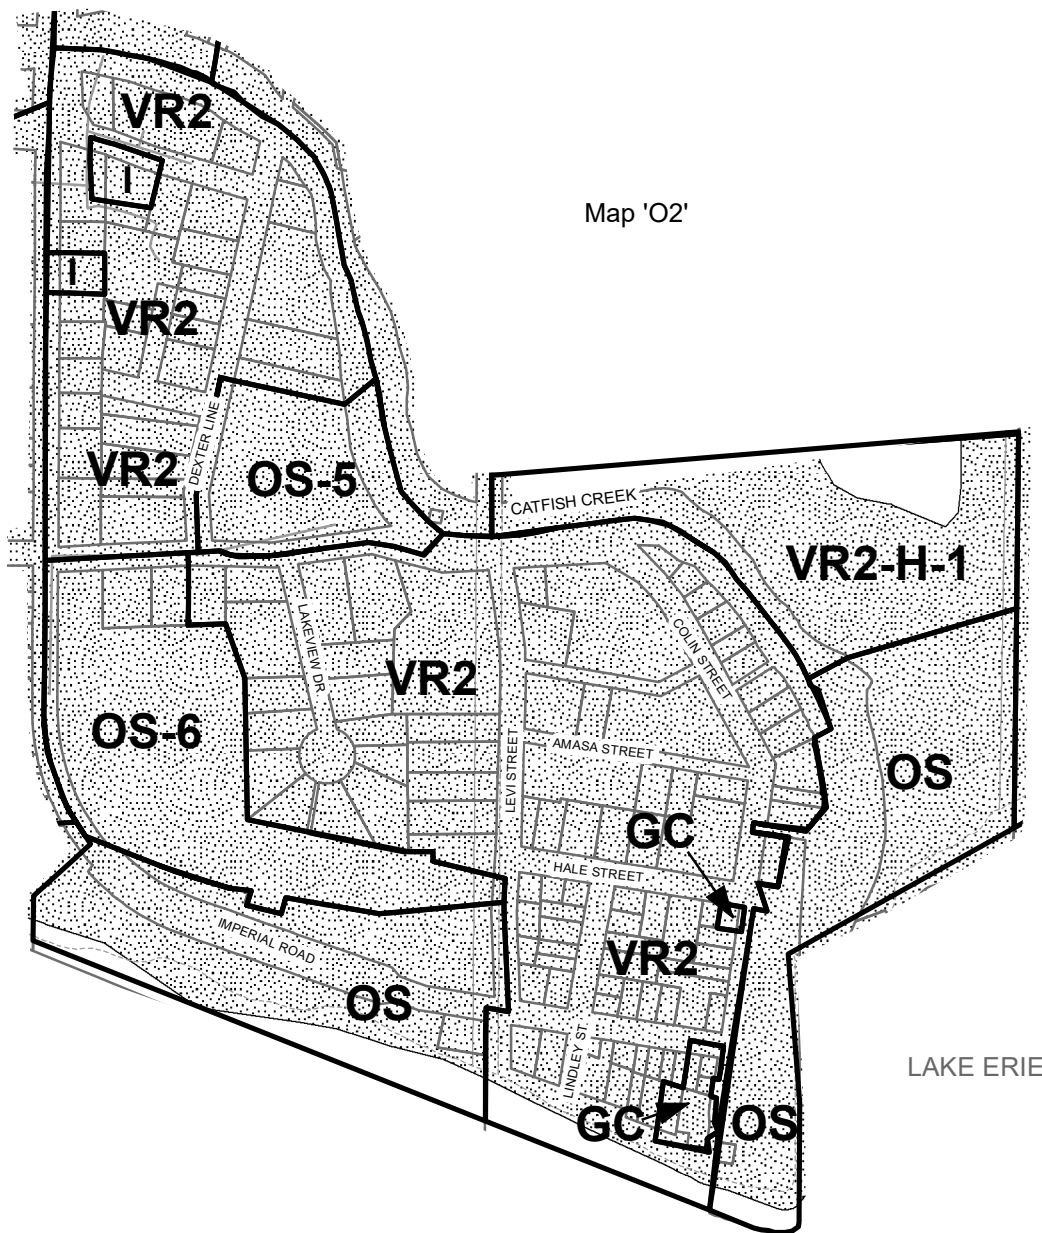 VR2
I
Map 'O2'
I
VR2
DEXTER LINE
VR2
OS-5
CATFISH CREEK
VR2-H-1
LAKEVIEW DR
COLIN STREET
VR2
OS-6
LEVI STREET
AMASA STREET
OS
GC
HALE STREET
IMPERIAL ROAD
VR2
OS
LINDLEY ST
LAKE ERIE
GC
OS